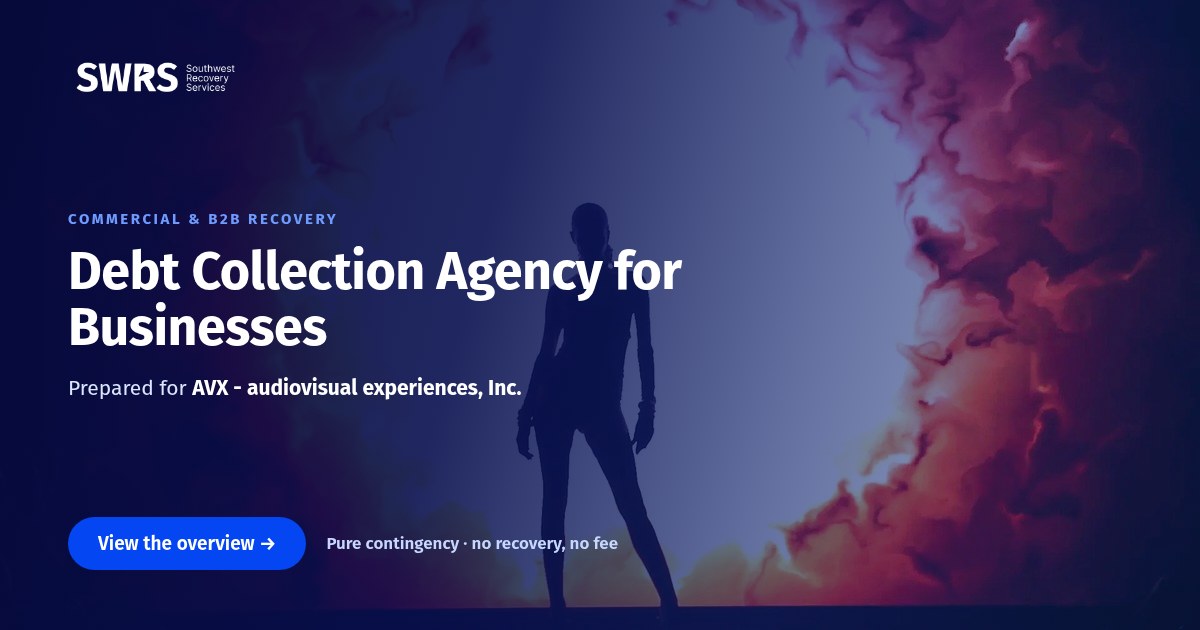 SWRS
Southwest
Recovery
Services
COMMERCIAL & B2B RECOVERY
Debt Collection Agency for
Businesses
Prepared for AVX - audiovisual experiences, Inc.
View the overview →
Pure contingency · no recovery, no fee